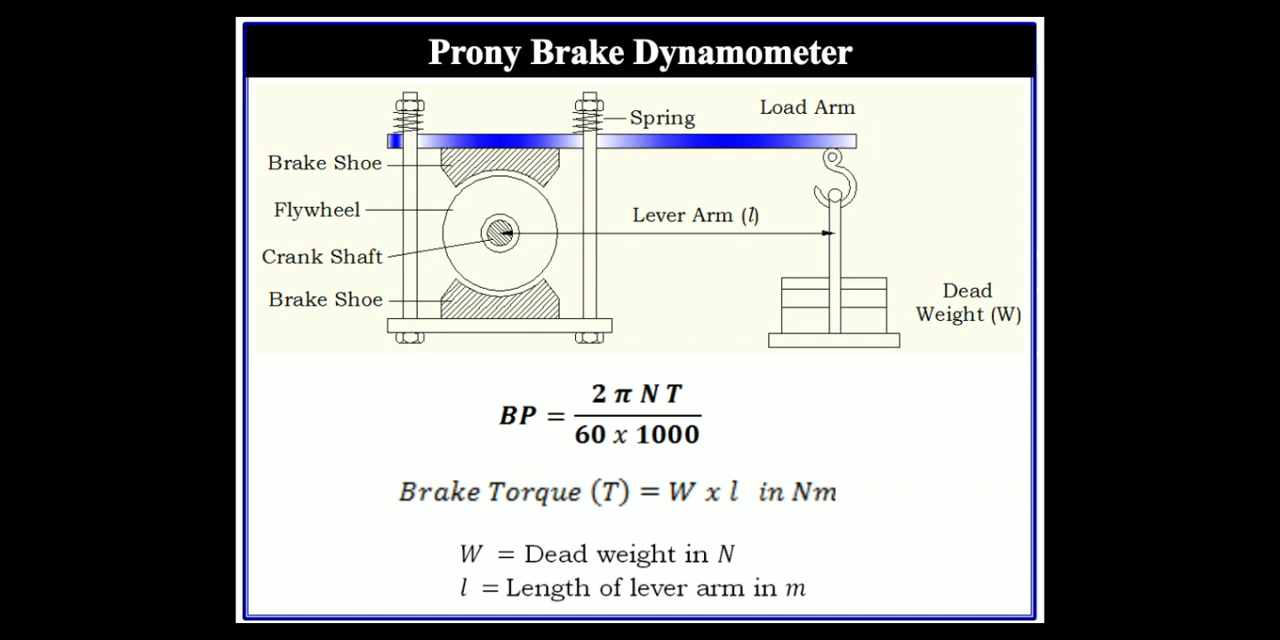 Prony Brake Dynamometer
Load Arm
Spring
Brake Shoe
Flywheel
Lever Arm (l)
Crank Shaft
Brake Shoe
Dead
Weight (W)
BP = 2 π N T / 60 x 1000
Brake Torque (T) = W x l in Nm
W = Dead weight in N
l = Length of lever arm in m